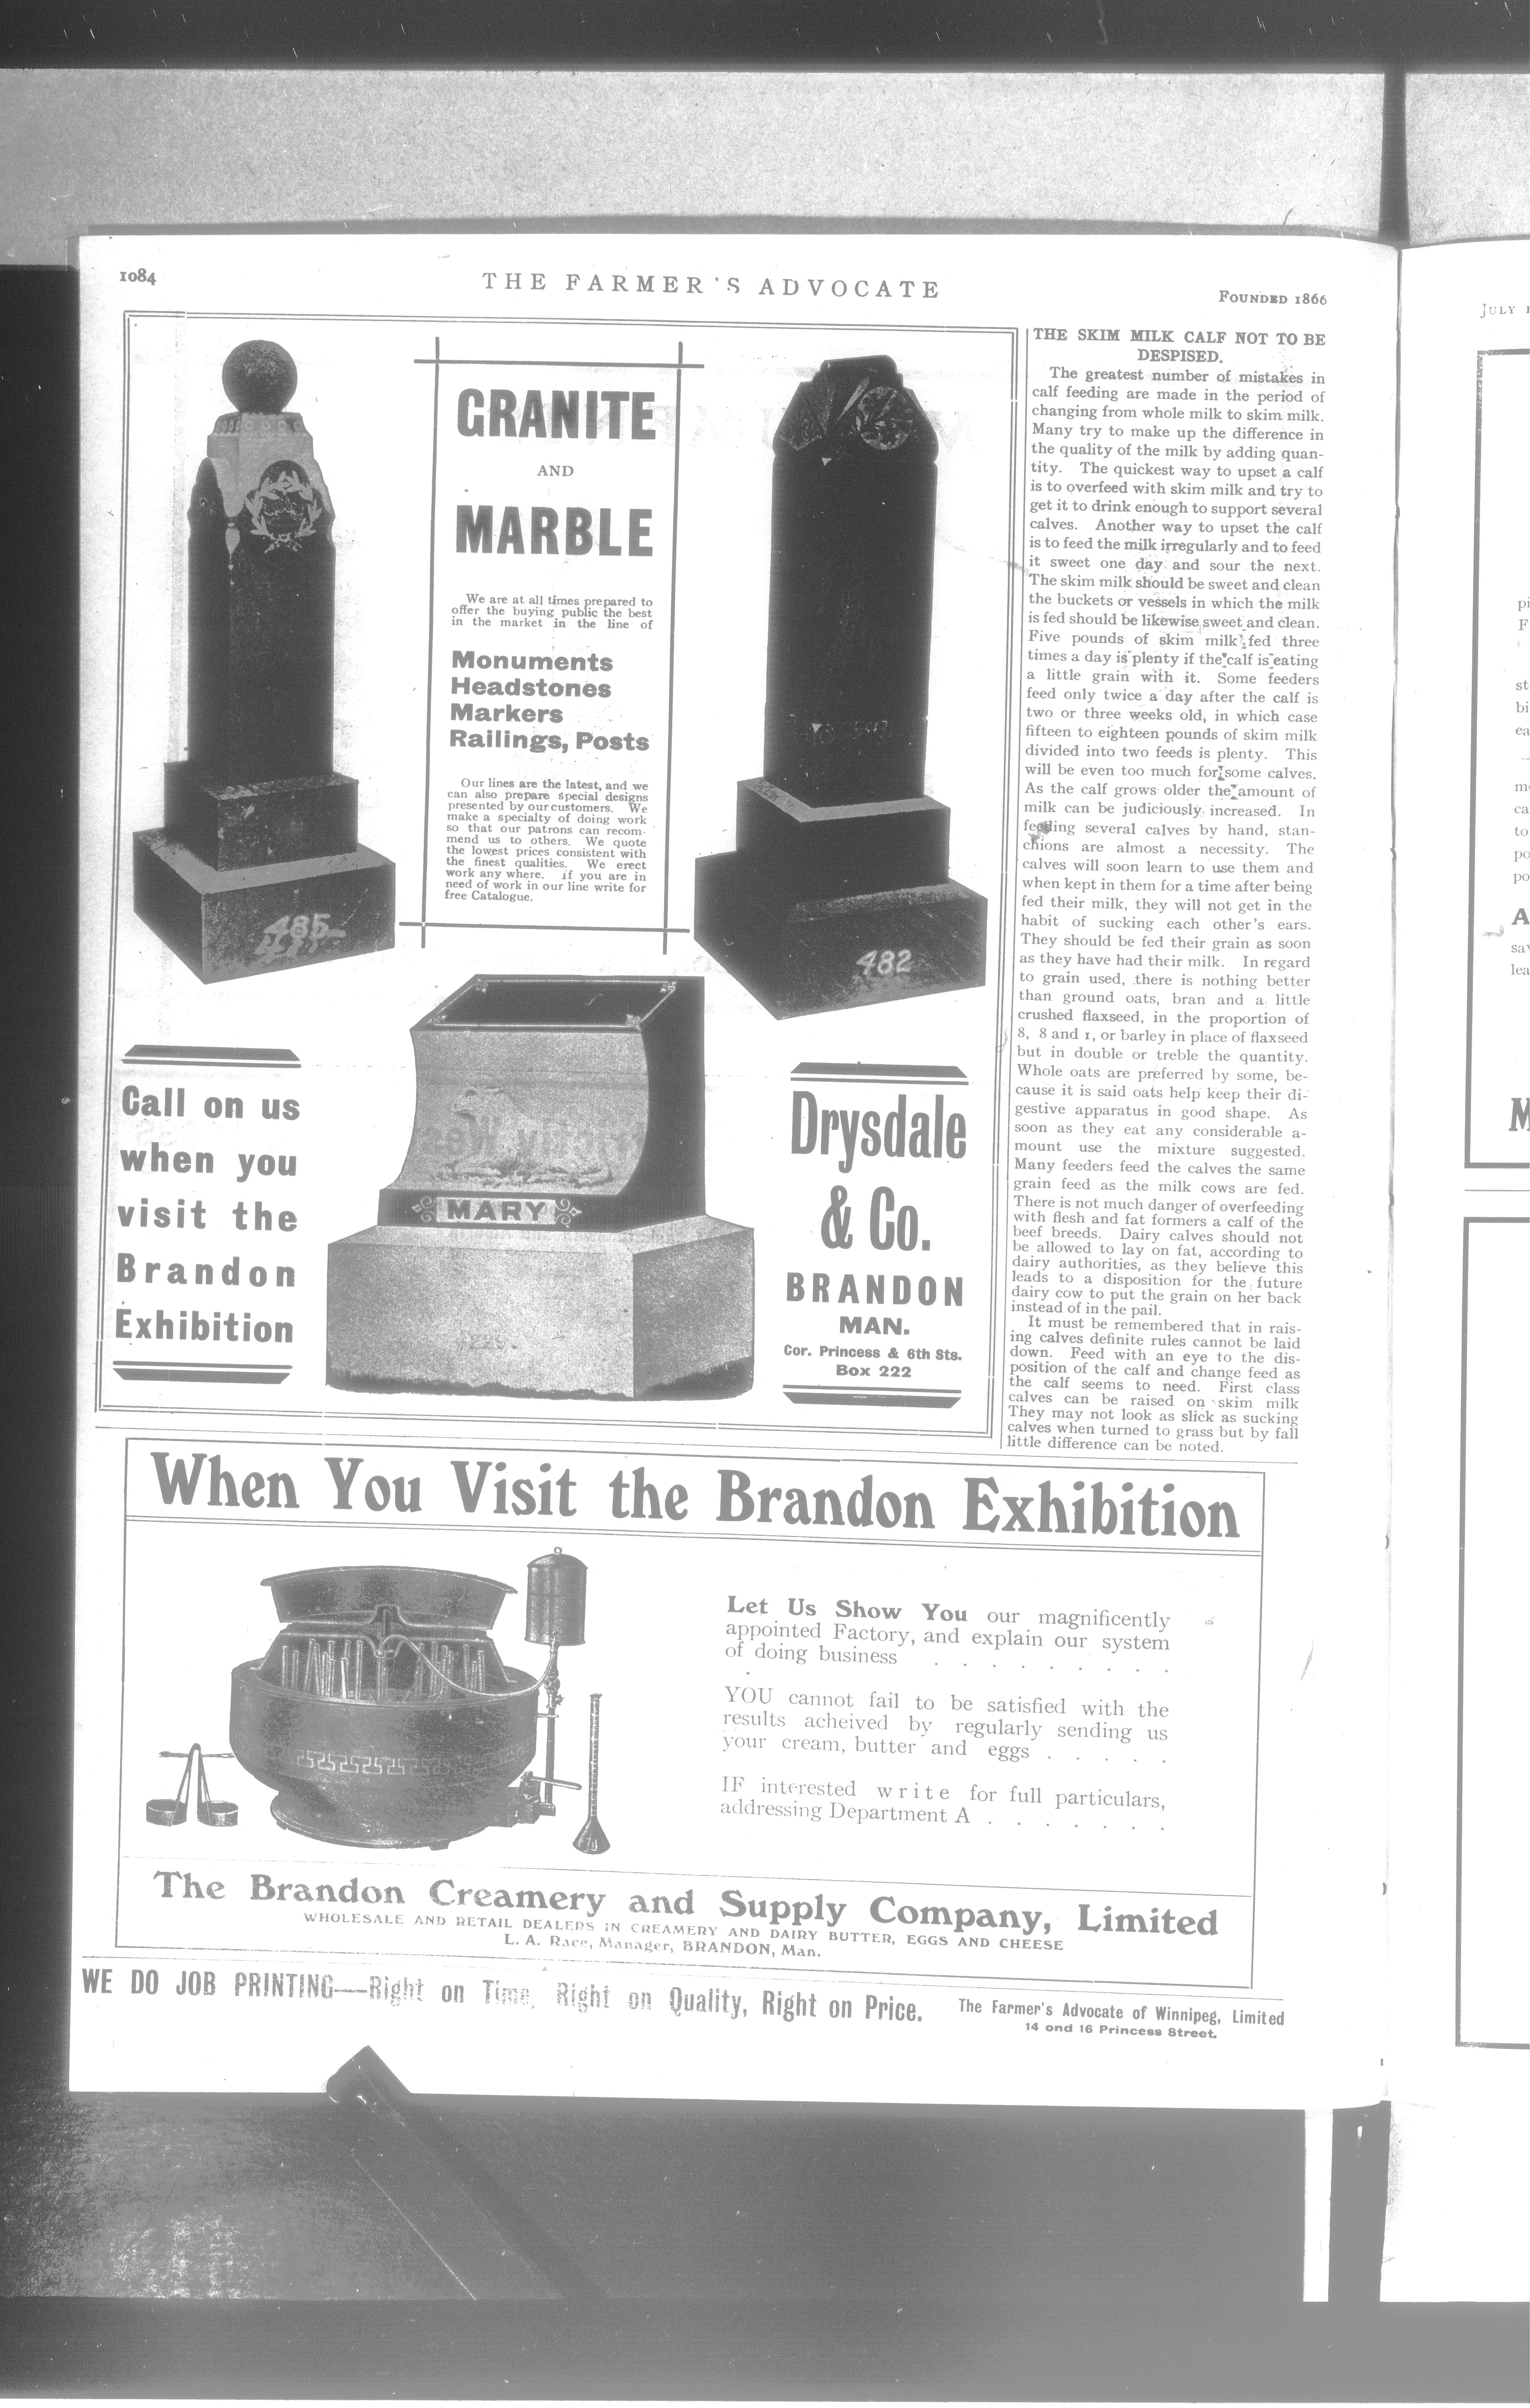 1084
THE FARMER'S ADVOCATE
FOUNDED 1866
GRANITE
AND
MARBLE
We are at all times prepared to
offer the buying public the best
in the market in the line of
Monuments
Headstones
Markers
Railings, Posts
Our lines are the latest, and we
can also prepare special designs
presented by our customers. We
make a specialty of doing work
so that our patrons can recom-
mend us to others. We quote
the lowest prices consistent with
the finest qualities. We erect
work any where. if you are in
need of work in our line write for
free Catalogue.
485
482
MARY
Call on us
when you
visit the
Brandon
Exhibition
Drysdale
& Co.
BRANDON
MAN.
Cor. Princess & 6th Sts.
Box 222
THE SKIM MILK CALF NOT TO BE
DESPISED.
The greatest number of mistakes in
calf feeding are made in the period of
changing from whole milk to skim milk.
Many try to make up the difference in
the quality of the milk by adding quan-
tity. The quickest way to upset a calf
is to overfeed with skim milk and try to
get it to drink enough to support several
calves. Another way to upset the calf
is to feed the milk irregularly and to feed
it sweet one day and sour the next.
The skim milk should be sweet and clean
the buckets or vessels in which the milk
is fed should be likewise sweet and clean.
Five pounds of skim milk fed three
times a day is plenty if the calf is eating
a little grain with it. Some feeders
feed only twice a day after the calf is
two or three weeks old, in which case
fifteen to eighteen pounds of skim milk
divided into two feeds is plenty. This
will be even too much for some calves.
As the calf grows older the amount of
milk can be judiciously increased. In
feeding several calves by hand, stan-
chions are almost a necessity. The
calves will soon learn to use them and
when kept in them for a time after being
fed their milk, they will not get in the
habit of sucking each other's ears.
They should be fed their grain as soon
as they have had their milk. In regard
to grain used, there is nothing better
than ground oats, bran and a little
crushed flaxseed, in the proportion of
8, 8 and 1, or barley in place of flaxseed
but in double or treble the quantity.
Whole oats are preferred by some, be-
cause it is said oats help keep their di-
gestive apparatus in good shape. As
soon as they eat any considerable a-
mount use the mixture suggested.
Many feeders feed the calves the same
grain feed as the milk cows are fed.
There is not much danger of overfeeding
with flesh and fat formers a calf of the
beef breeds. Dairy calves should not
be allowed to lay on fat, according to
dairy authorities, as they believe this
leads to a disposition for the future
dairy cow to put the grain on her back
instead of in the pail.
It must be remembered that in rais-
ing calves definite rules cannot be laid
down. Feed with an eye to the dis-
position of the calf and change feed as
the calf seems to need. First class
calves can be raised on skim milk
They may not look as slick as sucking
calves when turned to grass but by fall
little difference can be noted.
When You Visit the Brandon Exhibition
Let Us Show You our magnificently
appointed Factory, and explain our system
of doing business . . . . . . . . .
YOU cannot fail to be satisfied with the
results acheived by regularly sending us
your cream, butter and eggs . . . . .
IF interested write for full particulars,
addressing Department A . . . . . . .
The Brandon Creamery and Supply Company, Limited
WHOLESALE AND RETAIL DEALERS IN CREAMERY AND DAIRY BUTTER, EGGS AND CHEESE
L. A. Race, Manager, BRANDON, Man.
WE DO JOB PRINTING—Right on Time, Right on Quality, Right on Price.
The Farmer's Advocate of Winnipeg, Limited
14 ond 16 Princess Street.
JULY